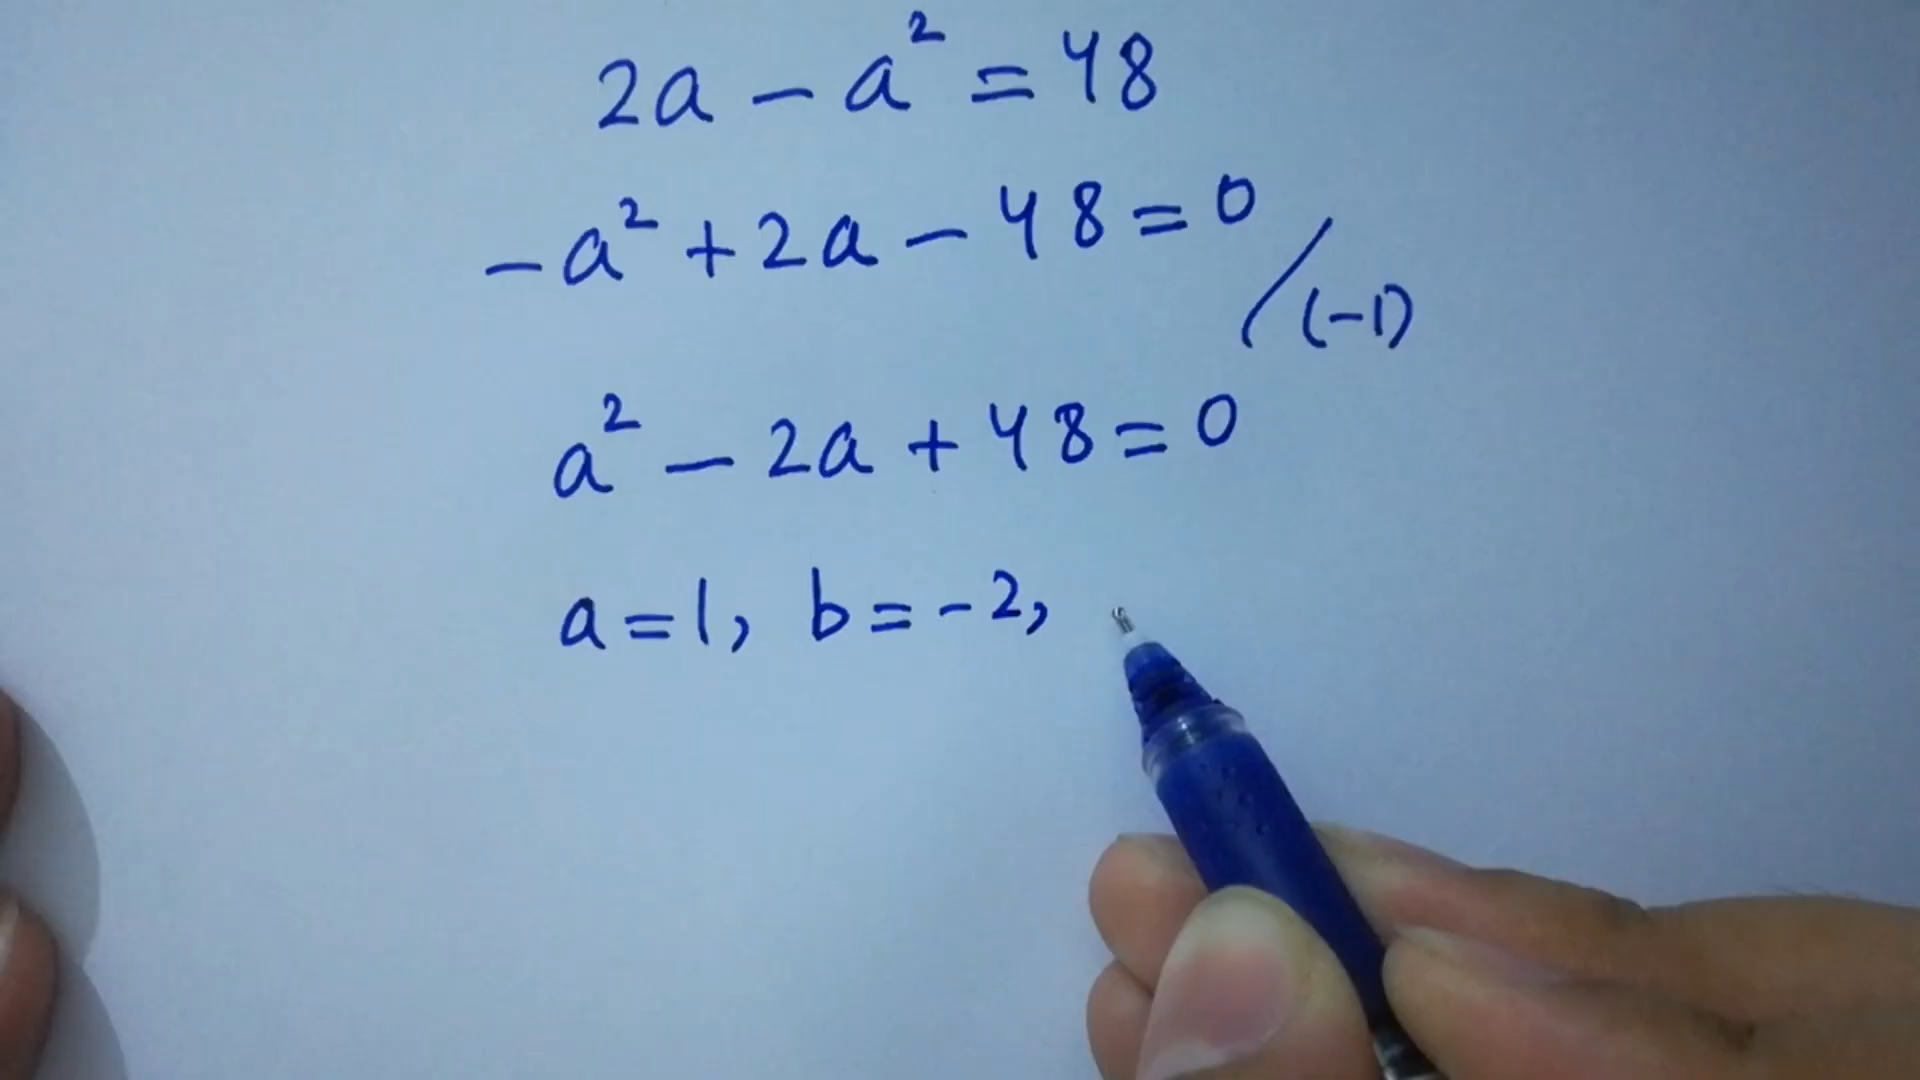 2a - a² = 48
-a² + 2a - 48 = 0 /(-1)
a² - 2a + 48 = 0
a = 1, b = -2,